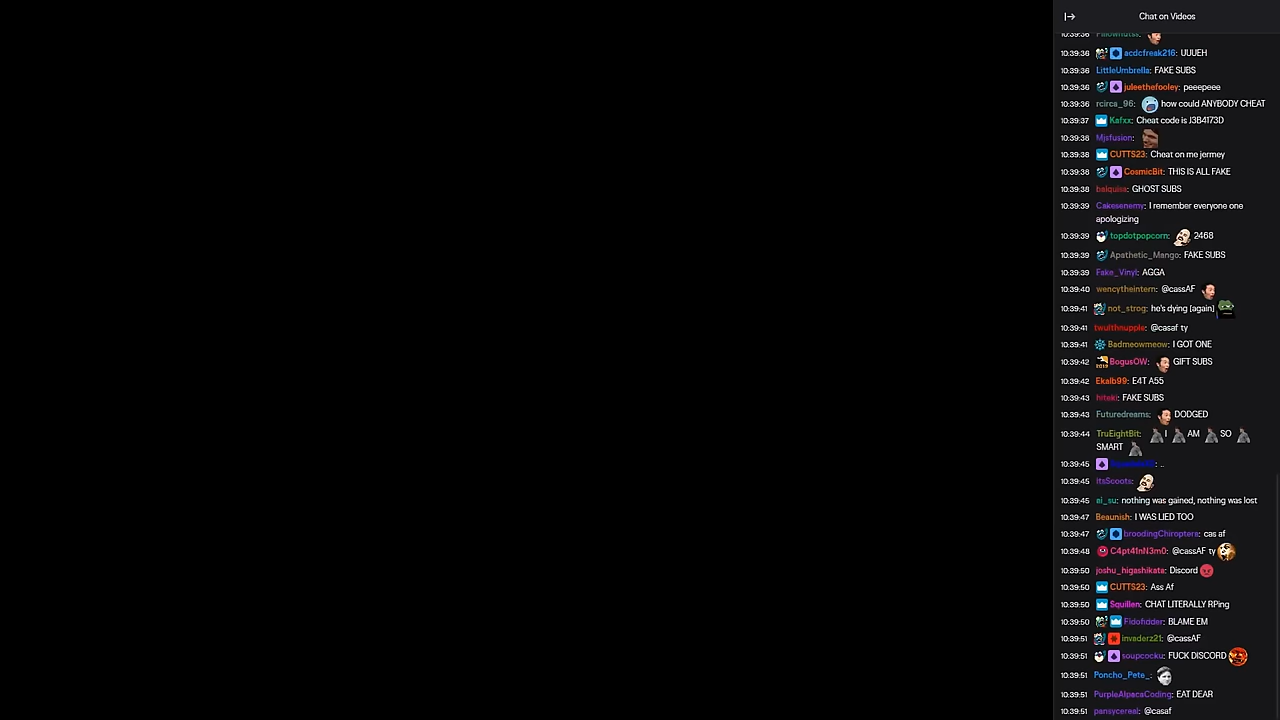 Chat on Videos
10:39:36
10:39:36 acdcfreak216: UUUEH
10:39:36 LittleUmbrella: FAKE SUBS
10:39:36 juleethefooley: peeepeee
10:39:36 rcirca_96: how could ANYBODY CHEAT
10:39:37 Kafxx: Cheat code is J3B4173D
10:39:38 Mjsfusion:
10:39:38 CUTTS23: Cheat on me jermey
10:39:38 CosmicBit: THIS IS ALL FAKE
10:39:38 balquisa: GHOST SUBS
10:39:39 Cakesenemy: I remember everyone one
apologizing
10:39:39 topdotpopcorn: 2468
10:39:39 Apathetic_Mango: FAKE SUBS
10:39:39 Fake_Vinyl: AGGA
10:39:40 wencytheintern: @cassAF
10:39:41 not_strog: he's dying [again]
10:39:41 twulthnupple: @casaf ty
10:39:41 Badmeowmeow: I GOT ONE
10:39:42 BogusOW: GIFT SUBS
10:39:42 Ekalb99: E4T A55
10:39:43 hiteki: FAKE SUBS
10:39:43 Futuredreams: DODGED
10:39:44 TruEightBit: I AM SO
SMART
10:39:45 : ..
10:39:45 itsScoots:
10:39:45 ai_su: nothing was gained, nothing was lost
10:39:47 Beaunish: I WAS LIED TOO
10:39:47 broodingChiropters: cas af
10:39:48 C4pt41nN3m0: @cassAF ty
10:39:50 joshu_higashikata: Discord
10:39:50 CUTTS23: Ass Af
10:39:50 Squillen: CHAT LITERALLY RPing
10:39:50 Fidofidder: BLAME EM
10:39:51 invaderz21: @cassAF
10:39:51 soupcocku: FUCK DISCORD
10:39:51 Poncho_Pete_:
10:39:51 PurpleAlpacaCoding: EAT DEAR
10:39:51 pansycereal: @casaf